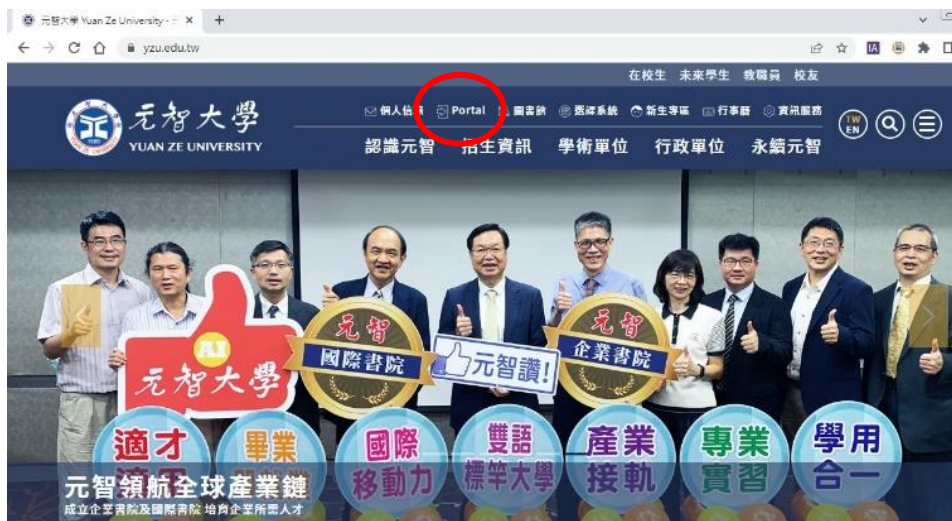 元智大學 Yuan Ze University -
yzu.edu.tw
在校生 未來學生 教職員 校友
元智大學
YUAN ZE UNIVERSITY
個人信箱 Portal 圖書館 選課系統 新生專區 行事曆 資訊服務
TW
EN
認識元智 招生資訊 學術單位 行政單位 永續元智
AI
元智大學
元智
國際書院
元智讚!
元智
企業書院
適才
適用
畢業
國際
移動力
雙語
標竿大學
產業
接軌
專業
實習
學用
合一
元智領航全球產業鏈
成立企業書院及國際書院 培育企業所需人才